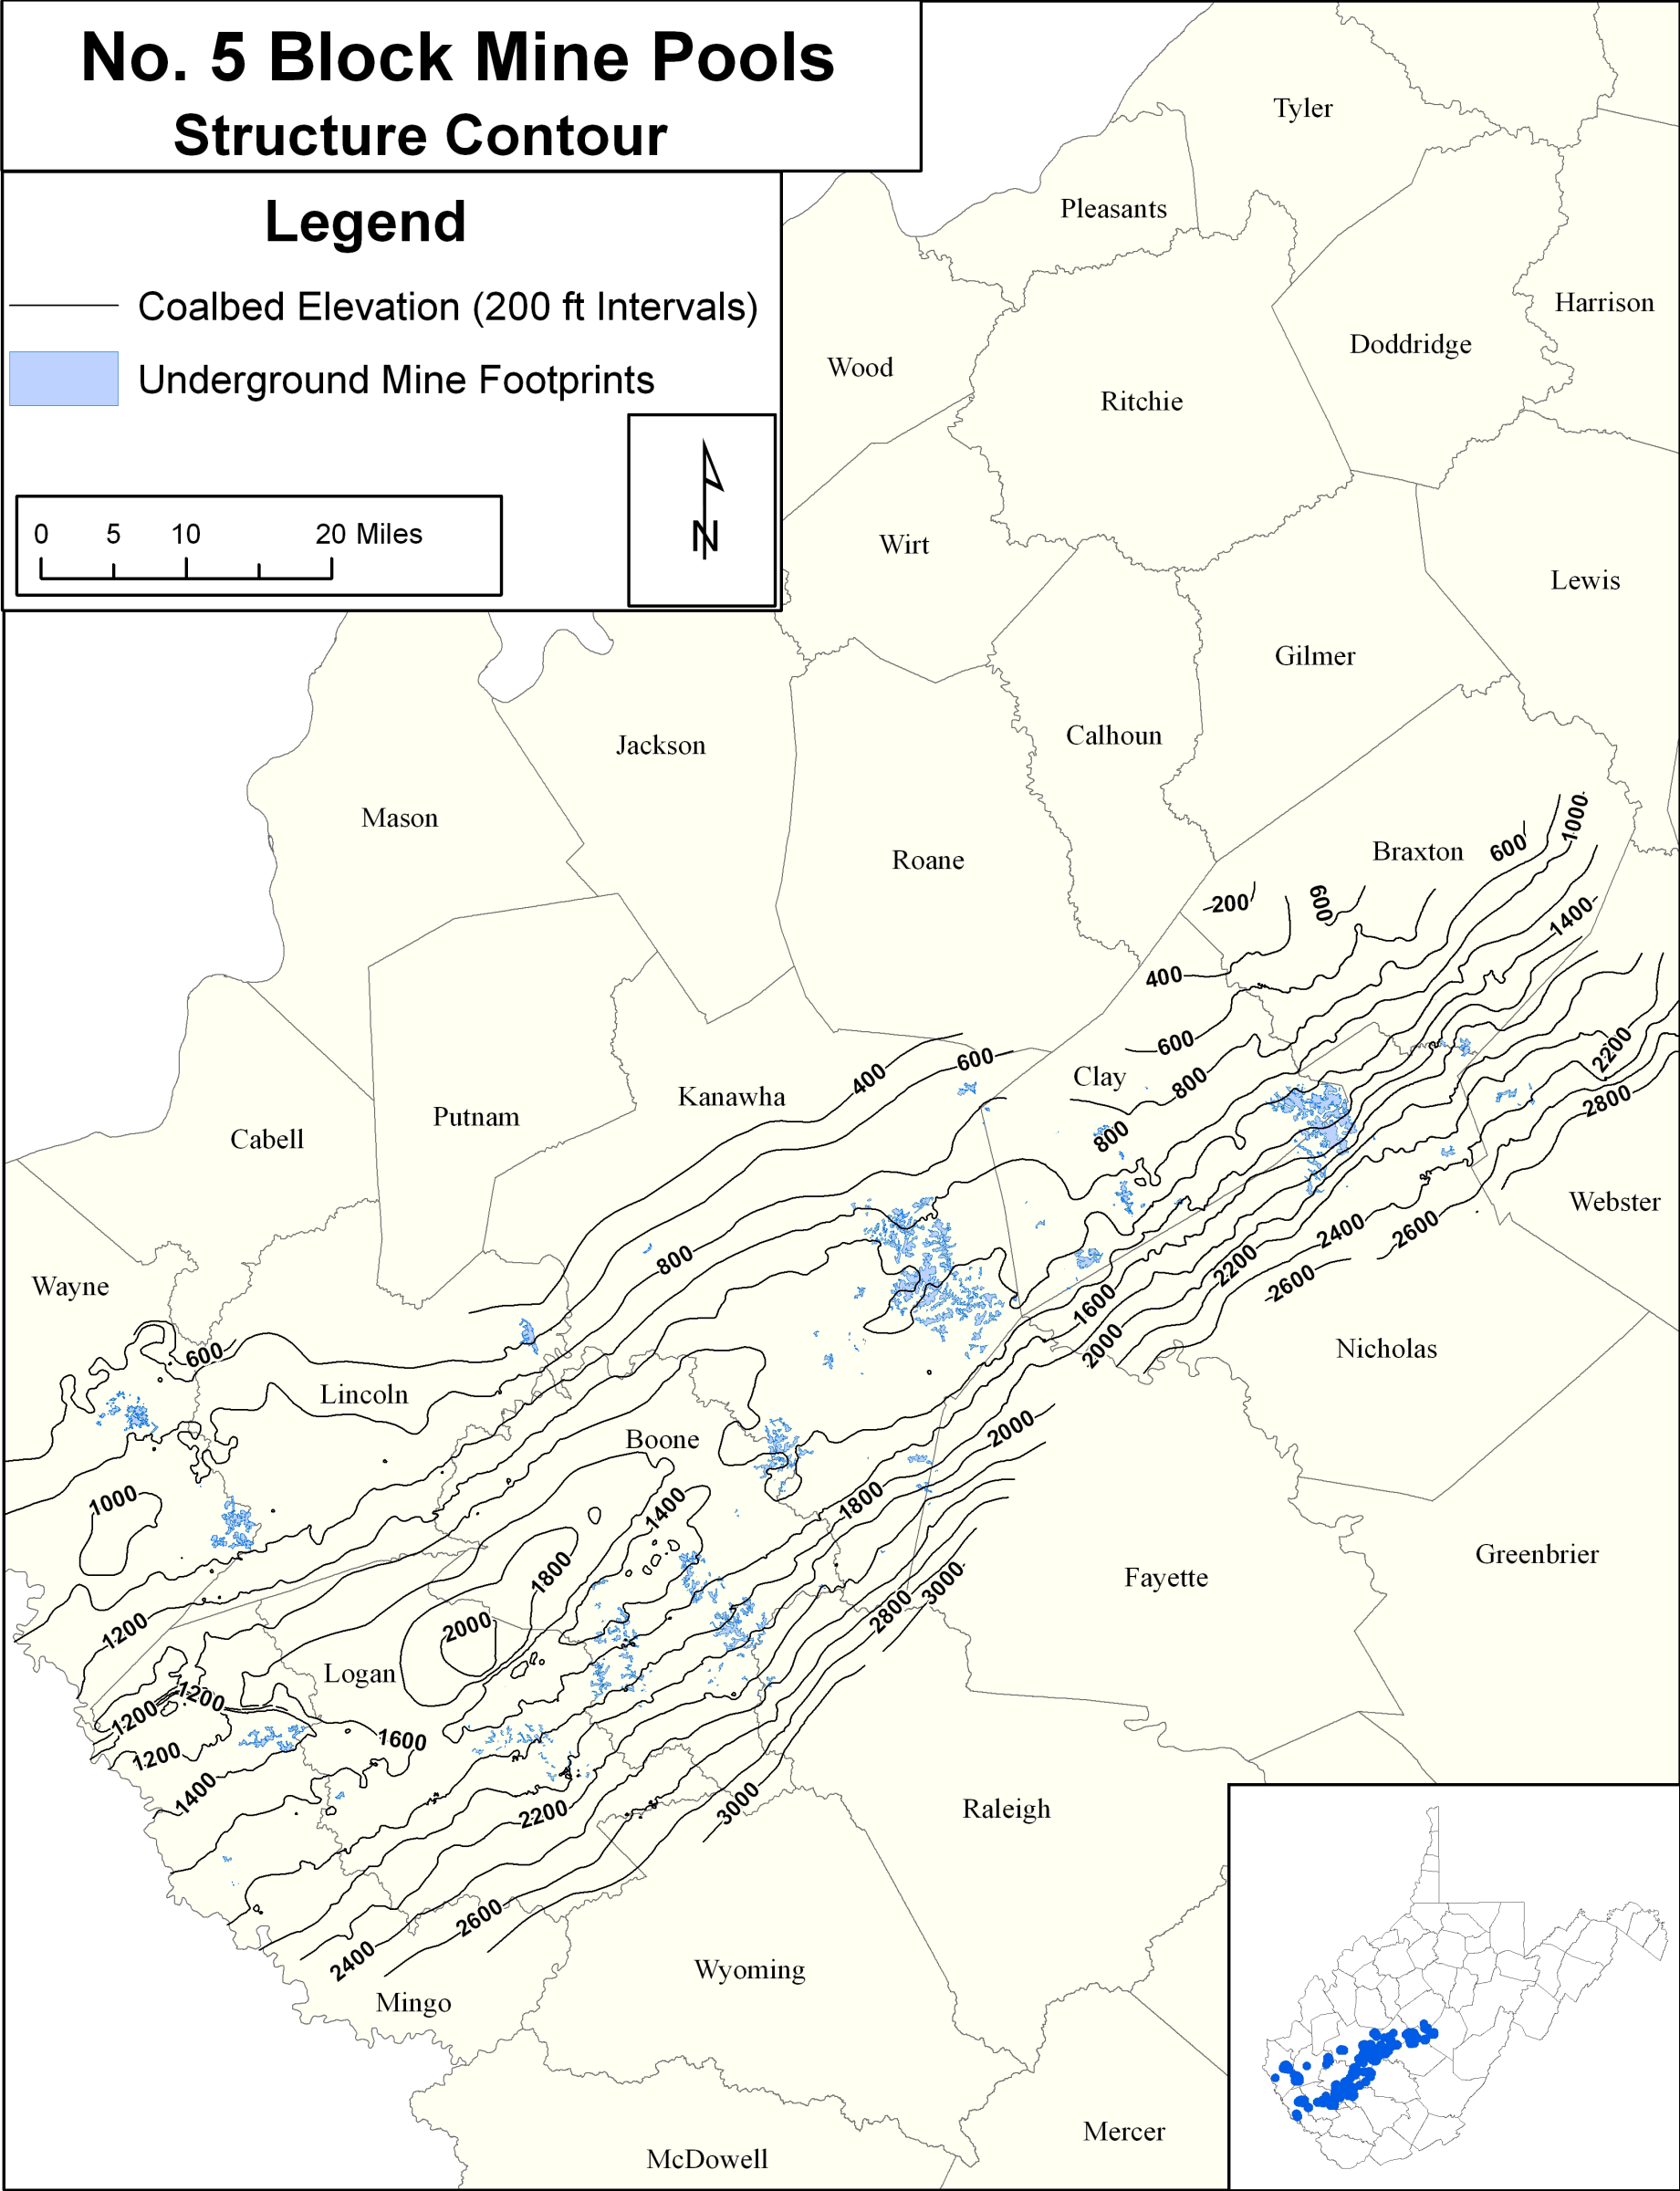 No. 5 Block Mine Pools
Structure Contour
Legend
Coalbed Elevation (200 ft Intervals)
Underground Mine Footprints
0 5 10 20 Miles
N
Tyler
Pleasants
Harrison
Doddridge
Wood
Ritchie
Wirt
Lewis
Gilmer
Calhoun
Jackson
Mason
Roane
Braxton
600
1000
200
600
1400
400
600
400
600
Clay
800
2200
Kanawha
2800
Putnam
Cabell
800
Webster
2400
2600
800
2200
2600
Wayne
1600
2000
Nicholas
600
Lincoln
2000
Boone
1000
1800
1400
Greenbrier
Fayette
1800
3000
2800
2000
1200
Logan
1200
1200
1600
1200
1400
3000
2200
Raleigh
2600
2400
Wyoming
Mingo
Mercer
McDowell